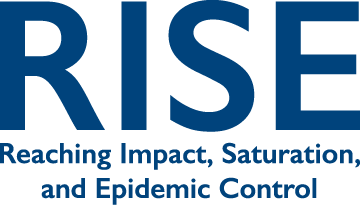 RISE
Reaching Impact, Saturation,
and Epidemic Control